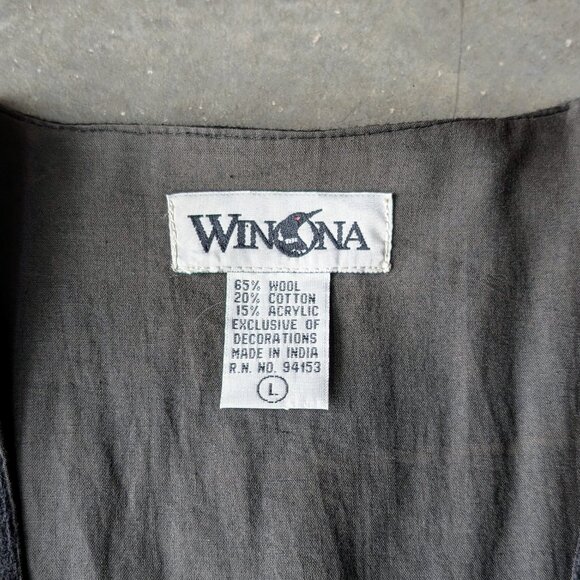 WINONA
65% WOOL
20% COTTON
15% ACRYLIC
EXCLUSIVE OF
DECORATIONS
MADE IN INDIA
R.N. NO. 94153
L